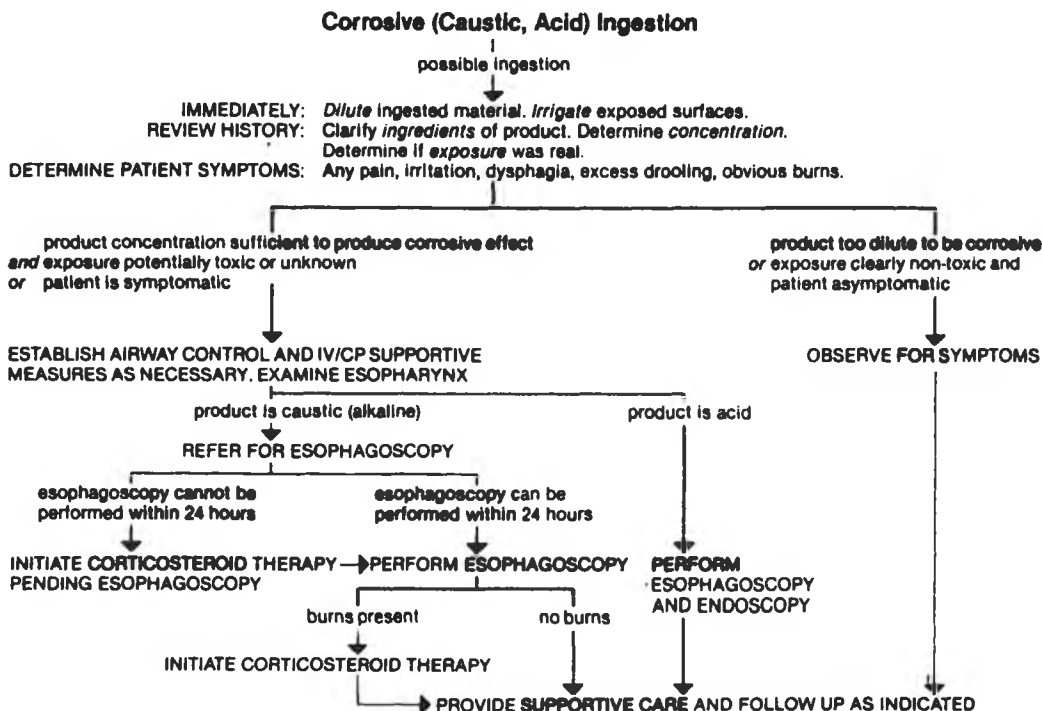 Corrosive (Caustic, Acid) Ingestion
possible ingestion
IMMEDIATELY: Dilute ingested material. Irrigate exposed surfaces.
REVIEW HISTORY: Clarify ingredients of product. Determine concentration.
Determine if exposure was real.
DETERMINE PATIENT SYMPTOMS: Any pain, irritation, dysphagia, excess drooling, obvious burns.
product concentration sufficient to produce corrosive effect
and exposure potentially toxic or unknown
or patient is symptomatic
product too dilute to be corrosive
or exposure clearly non-toxic and
patient asymptomatic
ESTABLISH AIRWAY CONTROL AND IV/CP SUPPORTIVE
MEASURES AS NECESSARY. EXAMINE ESOPHARYNX
OBSERVE FOR SYMPTOMS
product is caustic (alkaline)
product is acid
REFER FOR ESOPHAGOSCOPY
esophagoscopy cannot be
performed within 24 hours
esophagoscopy can be
performed within 24 hours
INITIATE CORTICOSTEROID THERAPY
PENDING ESOPHAGOSCOPY
PERFORM ESOPHAGOSCOPY
PERFORM
ESOPHAGOSCOPY
AND ENDOSCOPY
burns present
no burns
INITIATE CORTICOSTEROID THERAPY
PROVIDE SUPPORTIVE CARE AND FOLLOW UP AS INDICATED